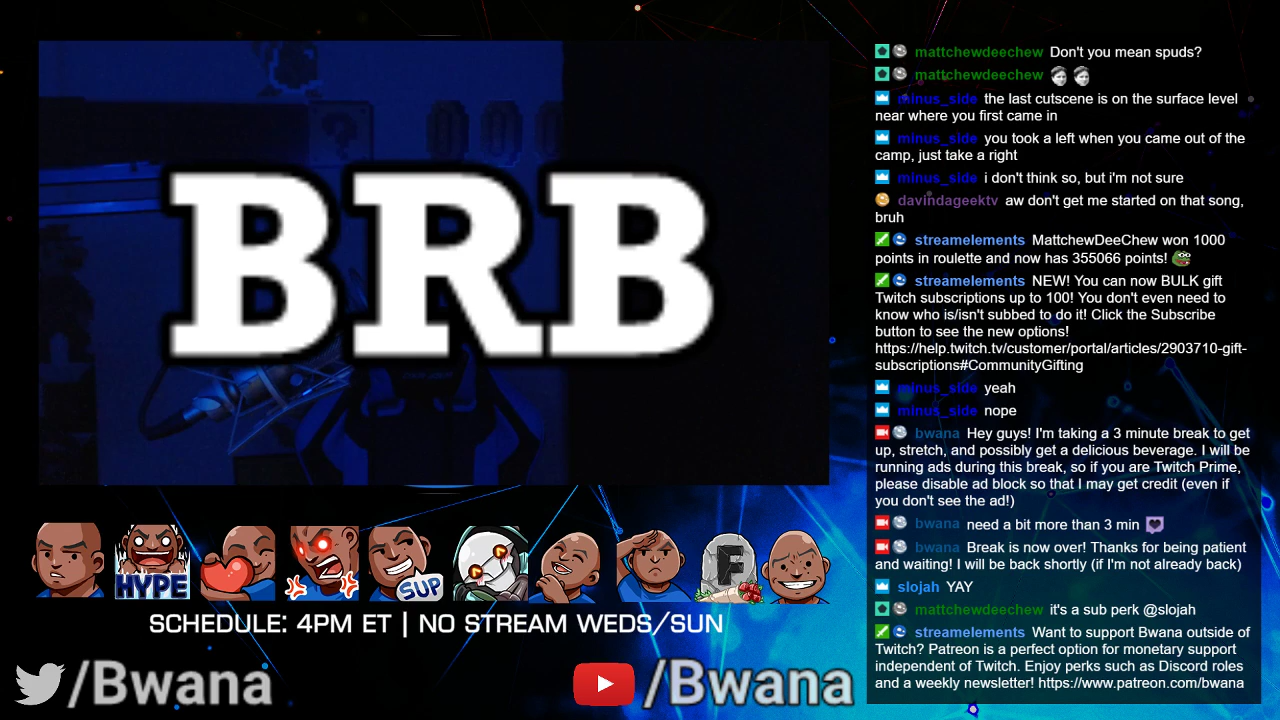 BRB
HYPE
SUP
F
SCHEDULE: 4PM ET | NO STREAM WEDS/SUN
/Bwana
/Bwana
mattchewdeechew Don't you mean spuds?
mattchewdeechew
minus_side the last cutscene is on the surface level
near where you first came in
minus_side you took a left when you came out of the
camp, just take a right
minus_side i don't think so, but i'm not sure
davindageektv aw don't get me started on that song,
bruh
streamelements MattchewDeeChew won 1000
points in roulette and now has 355066 points!
streamelements NEW! You can now BULK gift
Twitch subscriptions up to 100! You don't even need to
know who is/isn't subbed to do it! Click the Subscribe
button to see the new options!
https://help.twitch.tv/customer/portal/articles/2903710-gift-
subscriptions#CommunityGifting
minus_side yeah
minus_side nope
bwana Hey guys! I'm taking a 3 minute break to get
up, stretch, and possibly get a delicious beverage. I will be
running ads during this break, so if you are Twitch Prime,
please disable ad block so that I may get credit (even if
you don't see the ad!)
bwana need a bit more than 3 min
bwana Break is now over! Thanks for being patient
and waiting! I will be back shortly (if I'm not already back)
slojah YAY
mattchewdeechew it's a sub perk @slojah
streamelements Want to support Bwana outside of
Twitch? Patreon is a perfect option for monetary support
independent of Twitch. Enjoy perks such as Discord roles
and a weekly newsletter! https://www.patreon.com/bwana